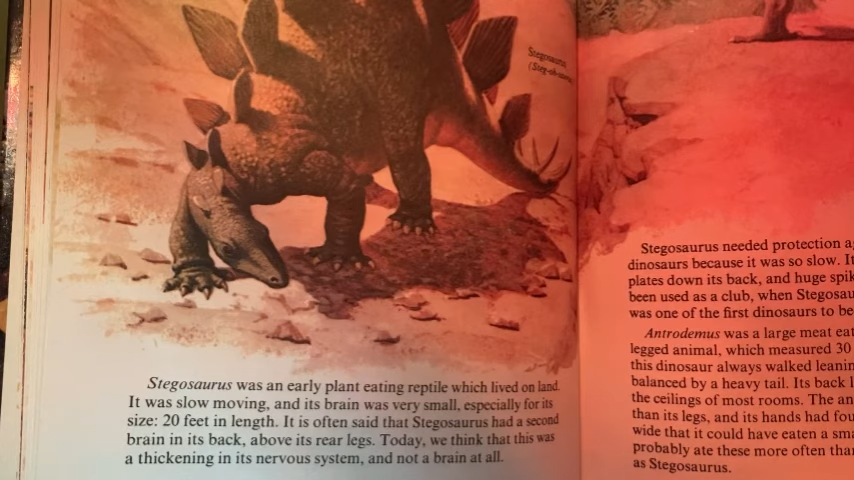 Stegosaurus
(Steg-oh-saurus
Stegosaurus was an early plant eating reptile which lived on land.
It was slow moving, and its brain was very small, especially for its
size: 20 feet in length. It is often said that Stegosaurus had a second
brain in its back, above its rear legs. Today, we think that this was
a thickening in its nervous system, and not a brain at all.
Stegosaurus needed protection
dinosaurs because it was so slow. It
plates down its back, and huge
been used as a club, when
was one of the first dinosaurs to be
Antrodemus was a large meat
legged animal, which measured 30
this dinosaur always walked
balanced by a heavy tail. Its back
the ceilings of most rooms. The
than its legs, and its hands had
wide that it could have eaten a
probably ate these more often than
as Stegosaurus.